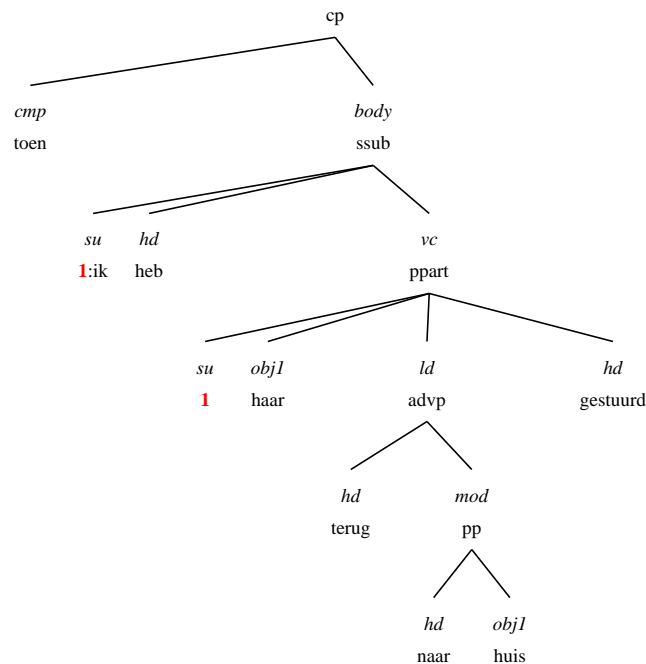 cp
cmp body
toen ssub
su hd vc
1:ik heb ppart
su obj1 ld hd
1 haar advp gestuurd
hd mod
terug pp
hd obj1
naar huis